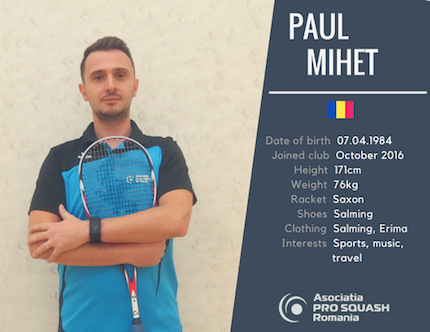 PAUL
MIHET
Date of birth 07.04.1984
Joined club October 2016
Height 171cm
Weight 76kg
Racket Saxon
Shoes Salming
Clothing Salming, Erima
Interests Sports, music,
travel
Asociatia
PRO SQUASH
Romania